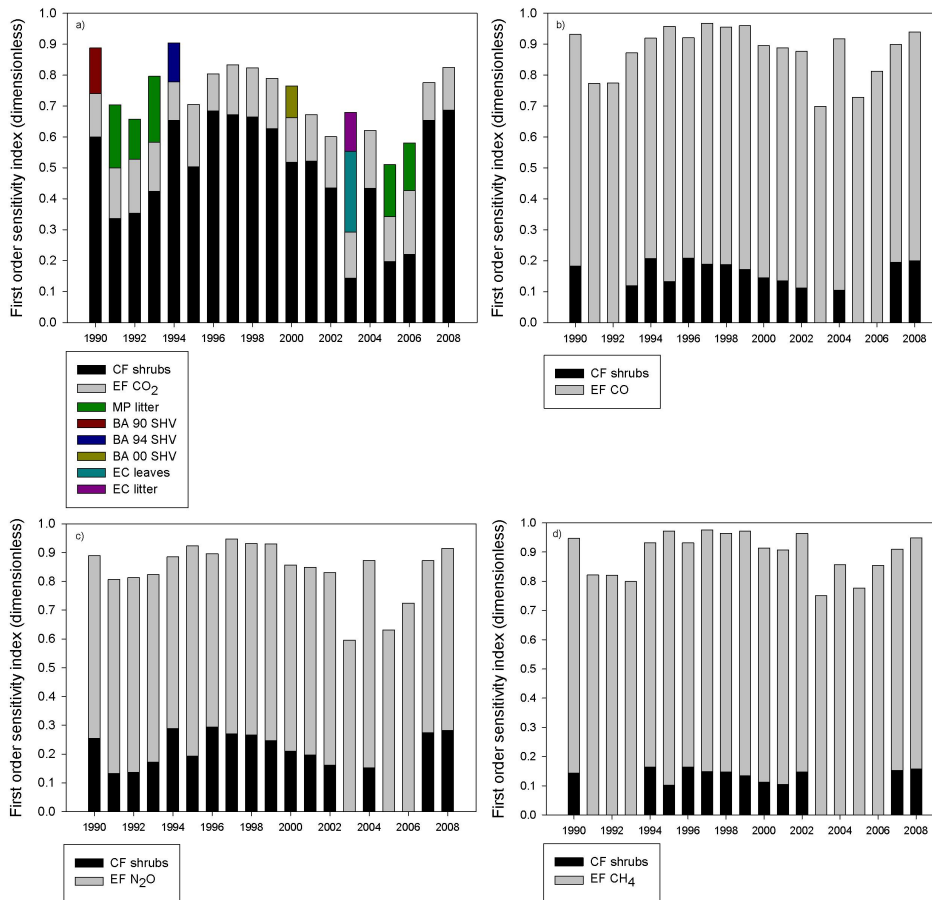 a)
First order sensitivity index (dimensionless)
1.0
0.9
0.8
0.7
0.6
0.5
0.4
0.3
0.2
0.1
0.0
1990 1992 1994 1996 1998 2000 2002 2004 2006 2008
CF shrubs
EF CO₂
MP litter
BA 90 SHV
BA 94 SHV
BA 00 SHV
EC leaves
EC litter
b)
First order sensitivity index (dimensionless)
1.0
0.9
0.8
0.7
0.6
0.5
0.4
0.3
0.2
0.1
0.0
1990 1992 1994 1996 1998 2000 2002 2004 2006 2008
CF shrubs
EF CO
c)
First order sensitivity index (dimensionless)
1.0
0.9
0.8
0.7
0.6
0.5
0.4
0.3
0.2
0.1
0.0
1990 1992 1994 1996 1998 2000 2002 2004 2006 2008
CF shrubs
EF N₂O
d)
First order sensitivity index (dimensionless)
1.0
0.9
0.8
0.7
0.6
0.5
0.4
0.3
0.2
0.1
0.0
1990 1992 1994 1996 1998 2000 2002 2004 2006 2008
CF shrubs
EF CH₄